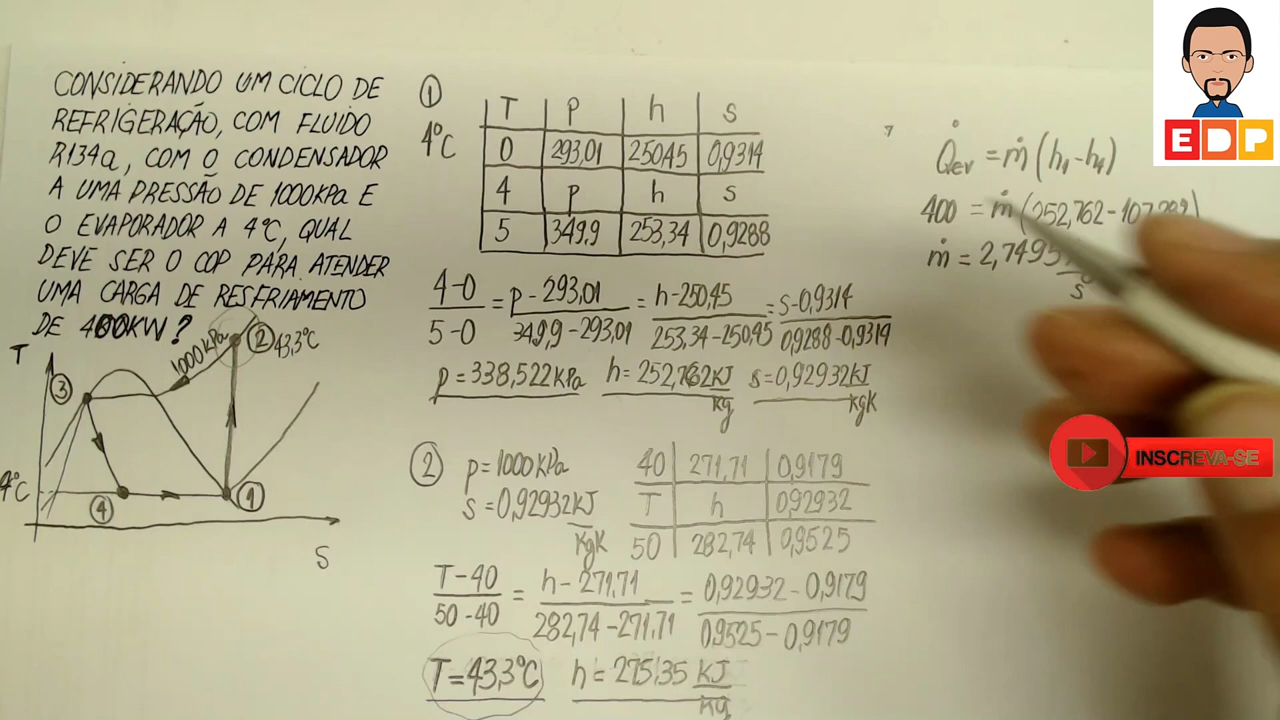 CONSIDERANDO UM CICLO DE
REFRIGERAÇÃO, COM FLUIDO
R134a, COM O CONDENSADOR
A UMA PRESSÃO DE 1000KPa E
O EVAPORADOR A 4°C, QUAL
DEVE SER O COP PARA ATENDER
UMA CARGA DE RESFRIAMENTO
DE 400KW?
T
1000KPa
② 43,3°C
③
4°C
④
①
S
①
4°C
T p h s
0 293,01 250,45 0,9314
4 p h s
5 349,9 253,34 0,9288
4-0 = p-293,01 = h-250,45 = s-0,9314
5-0 349,9-293,01 253,34-250,45 0,9288-0,9314
p=338,522KPa h=252,762KJ/kg s=0,92932KJ/kgK
②
p=1000KPa
s=0,92932KJ/KgK
40 271,71 0,9179
T h 0,92932
50 282,74 0,9525
T-40 = h-271,71 = 0,92932-0,9179
50-40 282,74-271,71 0,9525-0,9179
T=43,3°C h=275,35 KJ/Kg
Q̇ev = ṁ(h1-h4)
400 = ṁ(252,762-107
ṁ = 2,749
s
EDP
INSCREVA-SE